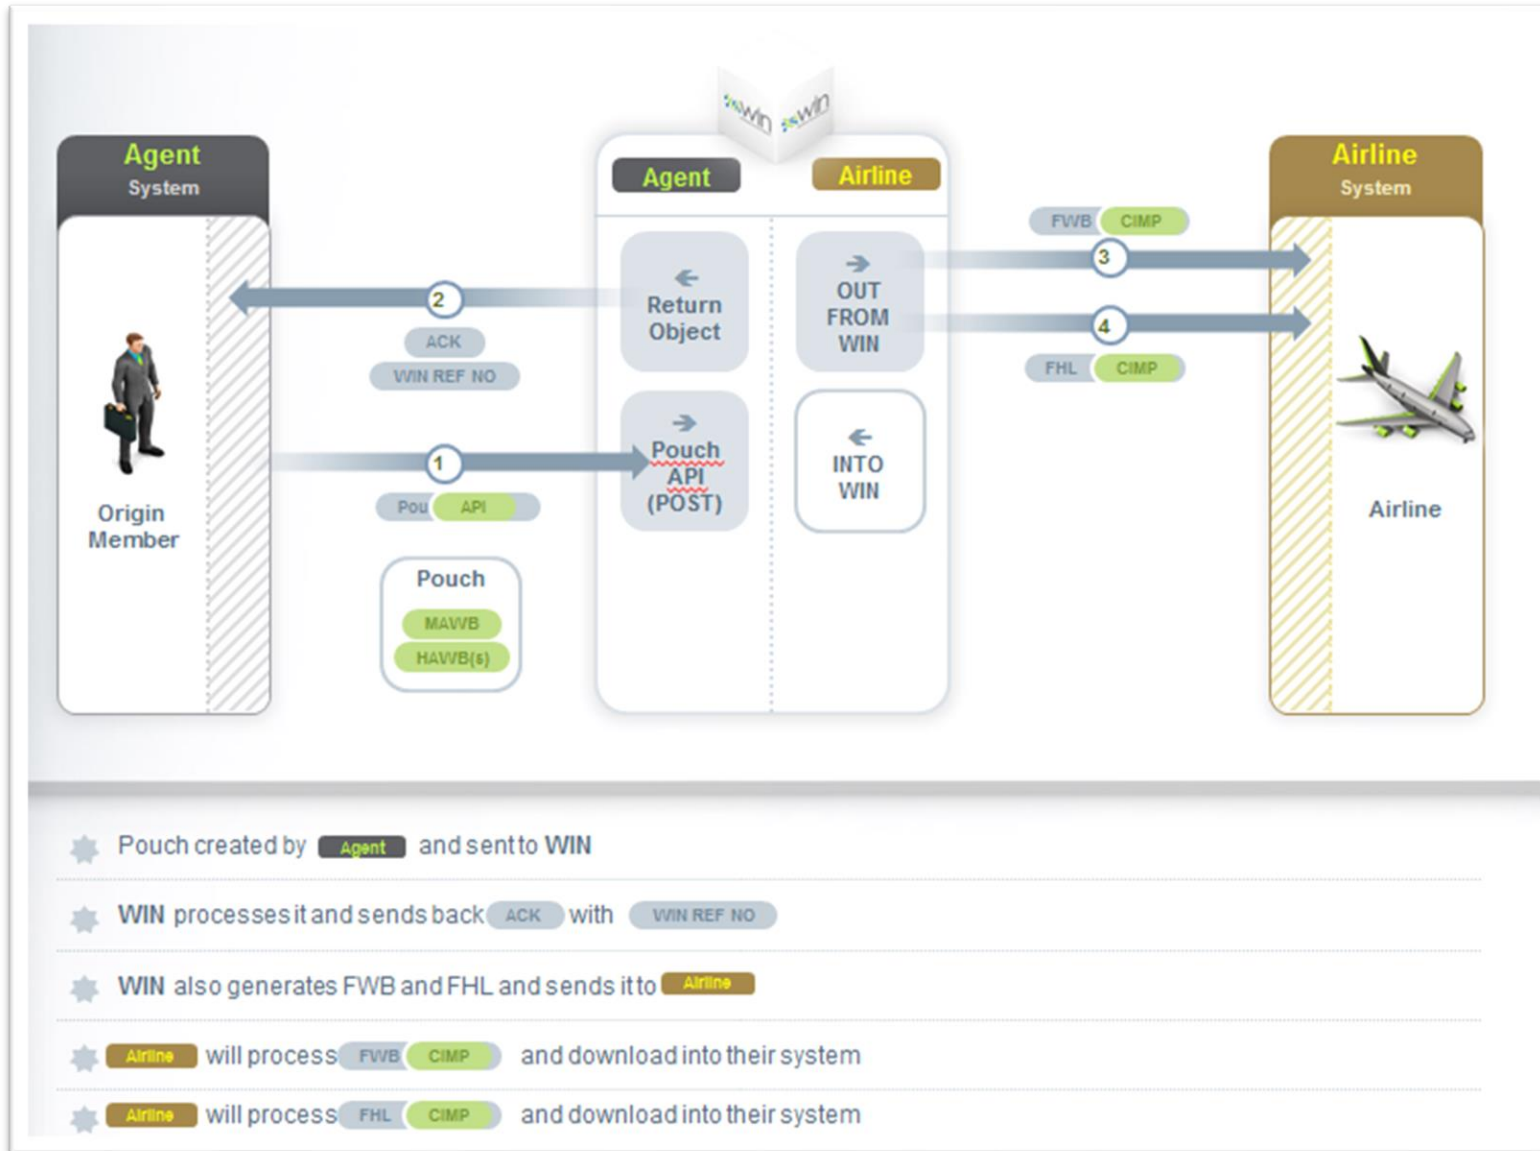 win win
Agent
System
Agent
Airline
Airline
System
FWB CIMP
3
2
Return
Object
OUT
FROM
WIN
ACK
WIN REF NO
4
FHL CIMP
1
Pouch
API
(POST)
INTO
WIN
Pou API
Origin
Member
Airline
Pouch
MAWB
HAWB(s)
Pouch created by Agent and sent to WIN
WIN processes it and sends back ACK with WIN REF NO
WIN also generates FWB and FHL and sends it to Airline
Airline will process FWB CIMP and download into their system
Airline will process FHL CIMP and download into their system